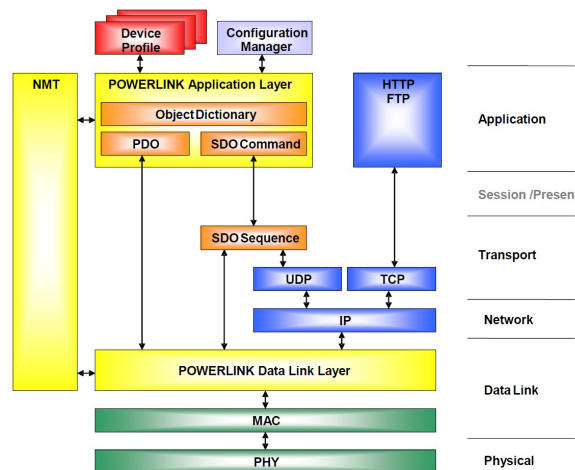 Device
Profile
Configuration
Manager
NMT
POWERLINK Application Layer
HTTP
FTP
Object Dictionary
Application
PDO
SDO Command
Session /Present
SDO Sequence
Transport
UDP
TCP
IP
Network
POWERLINK Data Link Layer
Data Link
MAC
PHY
Physical